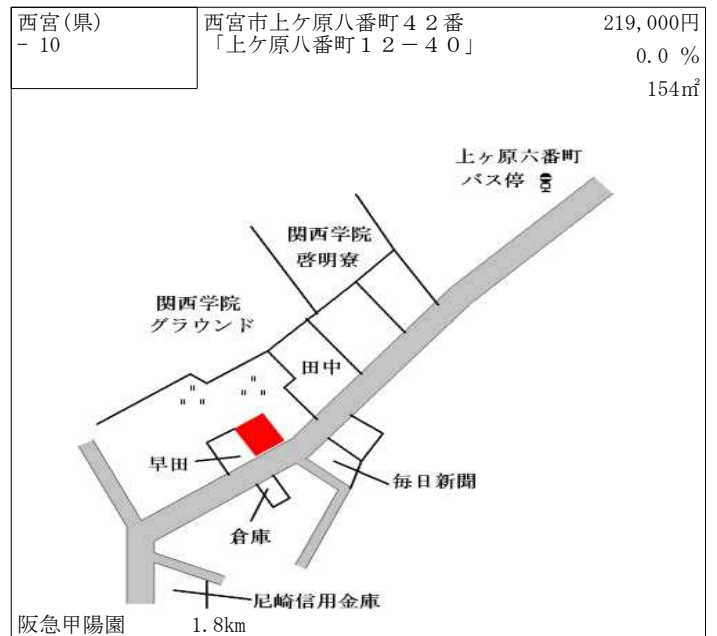 西宮(県)
- 10
西宮市上ケ原八番町４２番
「上ケ原八番町１２－４０」
219,000円
0.0 %
154㎡
上ヶ原六番町
バス停
関西学院
啓明寮
関西学院
グラウンド
田中
早田
毎日新聞
倉庫
尼崎信用金庫
阪急甲陽園 1.8km